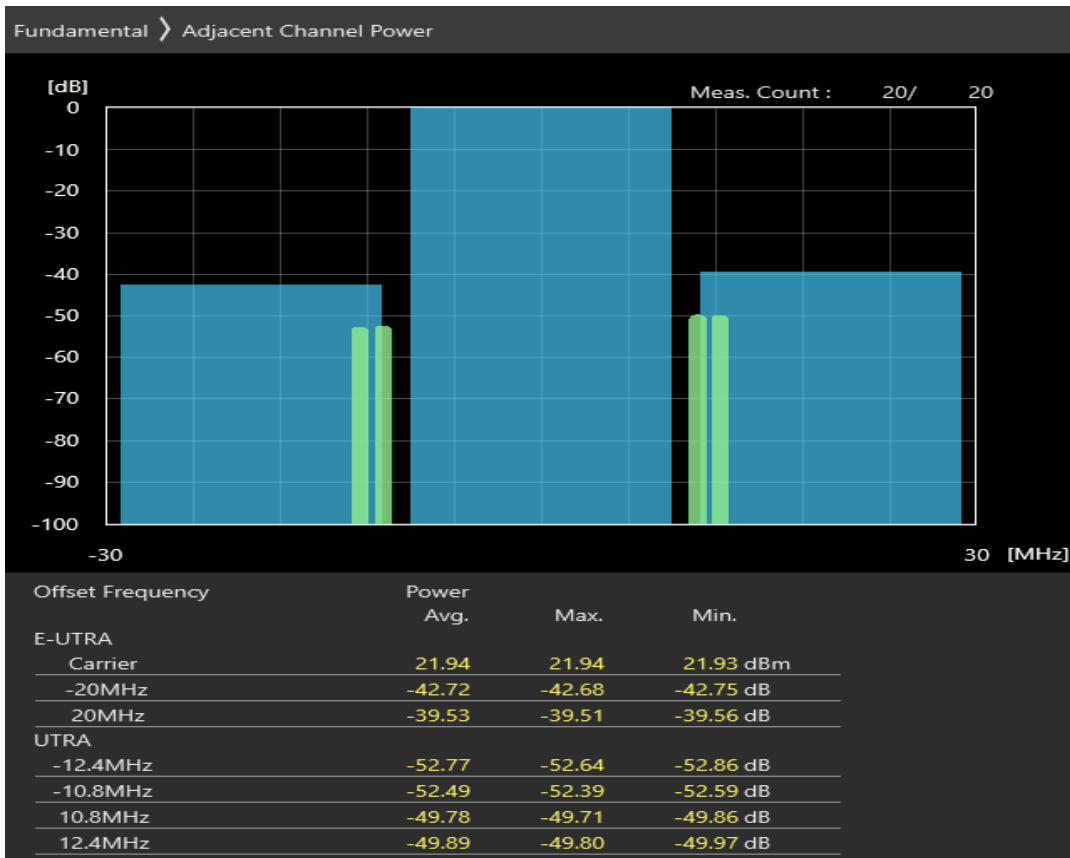 Fundamental 〉 Adjacent Channel Power
[dB]
Meas. Count : 20/ 20
0
-10
-20
-30
-40
-50
-60
-70
-80
-90
-100
-30 30 [MHz]
Offset Frequency Power
Avg. Max. Min.
E-UTRA
Carrier 21.94 21.94 21.93 dBm
-20MHz -42.72 -42.68 -42.75 dB
20MHz -39.53 -39.51 -39.56 dB
UTRA
-12.4MHz -52.77 -52.64 -52.86 dB
-10.8MHz -52.49 -52.39 -52.59 dB
10.8MHz -49.78 -49.71 -49.86 dB
12.4MHz -49.89 -49.80 -49.97 dB